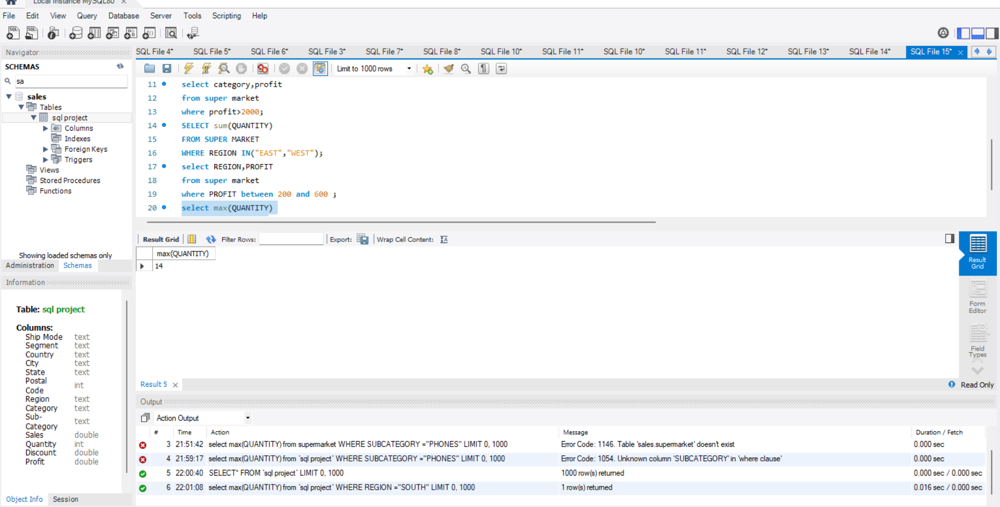 Local instance MySQL80 ×
File Edit View Query Database Server Tools Scripting Help
Navigator
SQL File 4* SQL File 5* SQL File 6* SQL File 3* SQL File 7* SQL File 8* SQL File 10* SQL File 11* SQL File 10* SQL File 11* SQL File 12* SQL File 13* SQL File 14* SQL File 15* ×
SCHEMAS
Limit to 1000 rows
sa
sales
Tables
sql project
Columns
Indexes
Foreign Keys
Triggers
Views
Stored Procedures
Functions
Showing loaded schemas only
Administration Schemas
11 select category,profit
12 from super market
13 where profit>2000;
14 SELECT sum(QUANTITY)
15 FROM SUPER MARKET
16 WHERE REGION IN("EAST","WEST");
17 select REGION,PROFIT
18 from super market
19 where PROFIT between 200 and 600 ;
20 select max(QUANTITY)
Result Grid Filter Rows: Export: Wrap Cell Content: IA
max(QUANTITY)
14
Result Grid
Form Editor
Field Types
Result 5 ×
Read Only
Information
Table: sql project
Columns:
Ship Mode text
Segment text
Country text
City text
State text
Postal Code int
Region text
Category text
Sub-Category text
Sales double
Quantity int
Discount double
Profit double
Object Info Session
Output
Action Output
# Time Action Message Duration / Fetch
3 21:51:42 select max(QUANTITY) from supermarket WHERE SUBCATEGORY ="PHONES" LIMIT 0, 1000 Error Code: 1146. Table 'sales.supermarket' doesn't exist 0.000 sec
4 21:59:17 select max(QUANTITY) from `sql project` WHERE SUBCATEGORY ="PHONES" LIMIT 0, 1000 Error Code: 1054. Unknown column 'SUBCATEGORY' in 'where clause' 0.000 sec
5 22:00:40 SELECT* FROM `sql project` LIMIT 0, 1000 1000 row(s) returned 0.000 sec / 0.000 sec
6 22:01:08 select max(QUANTITY) from `sql project` WHERE REGION ="SOUTH" LIMIT 0, 1000 1 row(s) returned 0.016 sec / 0.000 sec